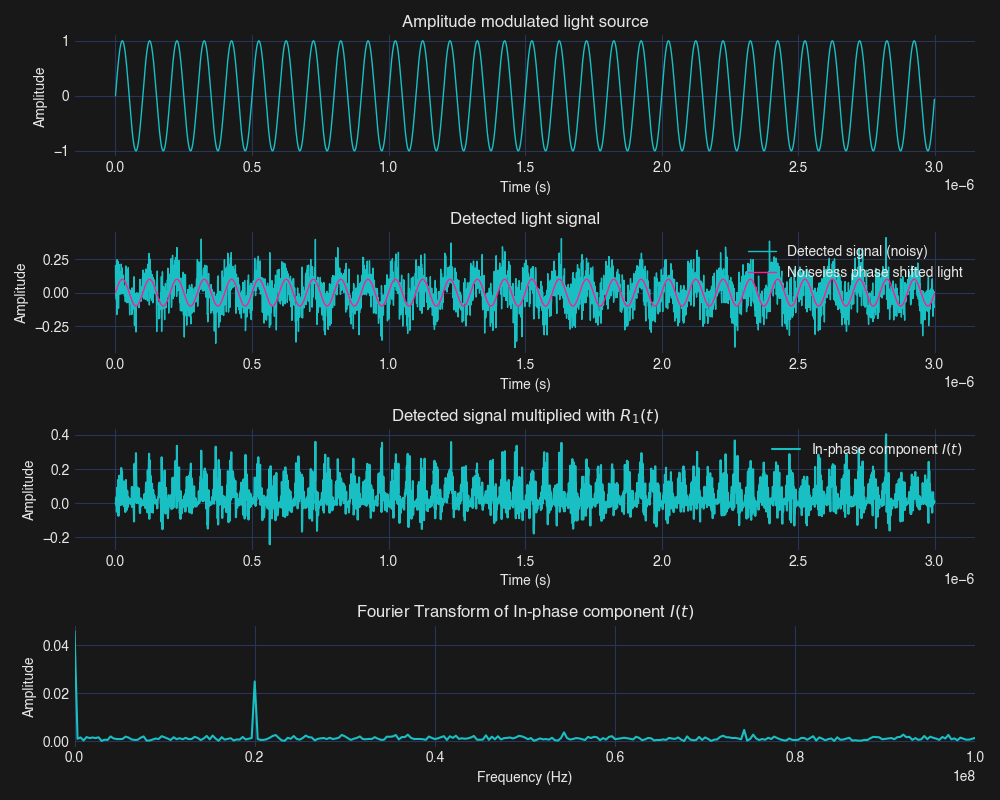 Amplitude modulated light source
Amplitude
1
0
−1
0.0 0.5 1.0 1.5 2.0 2.5 3.0
Time (s)
1e−6
Detected light signal
Amplitude
0.25
0.00
−0.25
Detected signal (noisy)
Noiseless phase shifted light
0.0 0.5 1.0 1.5 2.0 2.5 3.0
Time (s)
1e−6
Detected signal multiplied with R₁(t)
Amplitude
0.4
0.2
0.0
−0.2
In-phase component I(t)
0.0 0.5 1.0 1.5 2.0 2.5 3.0
Time (s)
1e−6
Fourier Transform of In-phase component I(t)
Amplitude
0.04
0.02
0.00
0.0 0.2 0.4 0.6 0.8 1.0
Frequency (Hz)
1e8